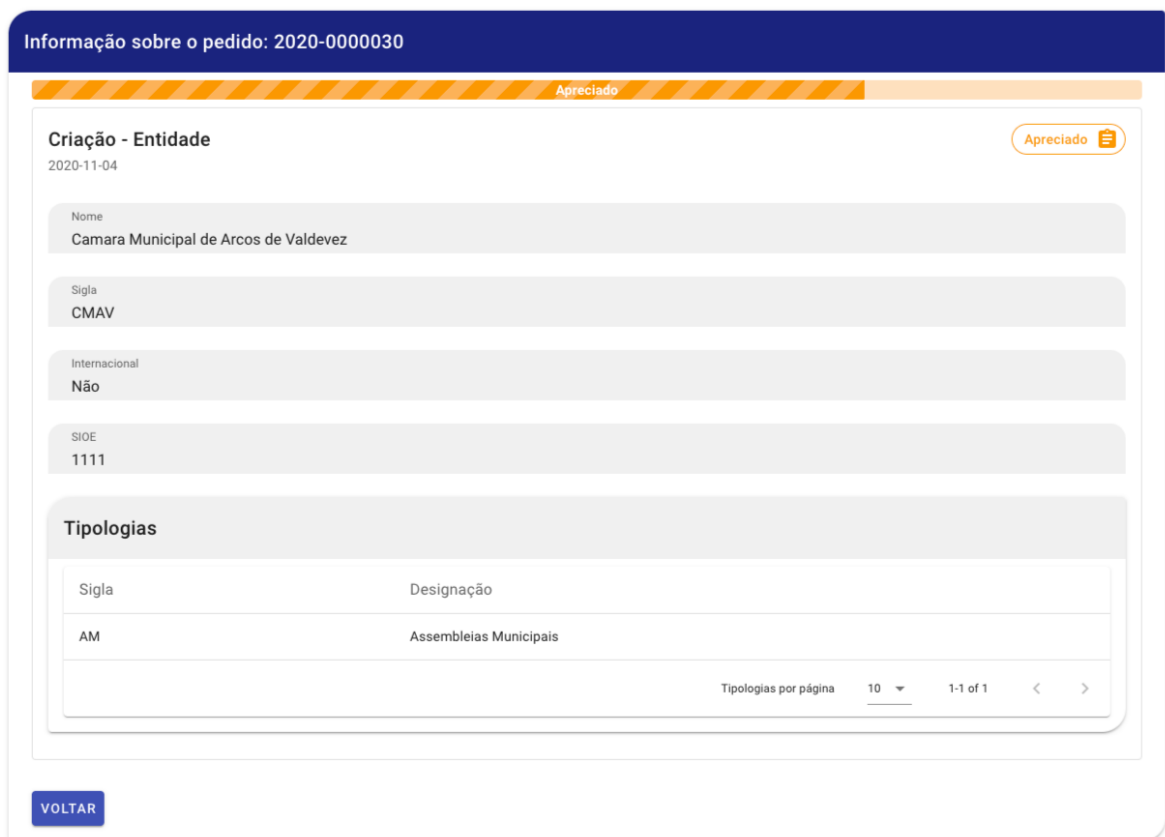 Informação sobre o pedido: 2020-0000030
Apreciado
Criação - Entidade
Apreciado
2020-11-04
Nome
Camara Municipal de Arcos de Valdevez
Sigla
CMAV
Internacional
Não
SIOE
1111
Tipologias
Sigla Designação
AM Assembleias Municipais
Tipologias por página 10 1-1 of 1
VOLTAR